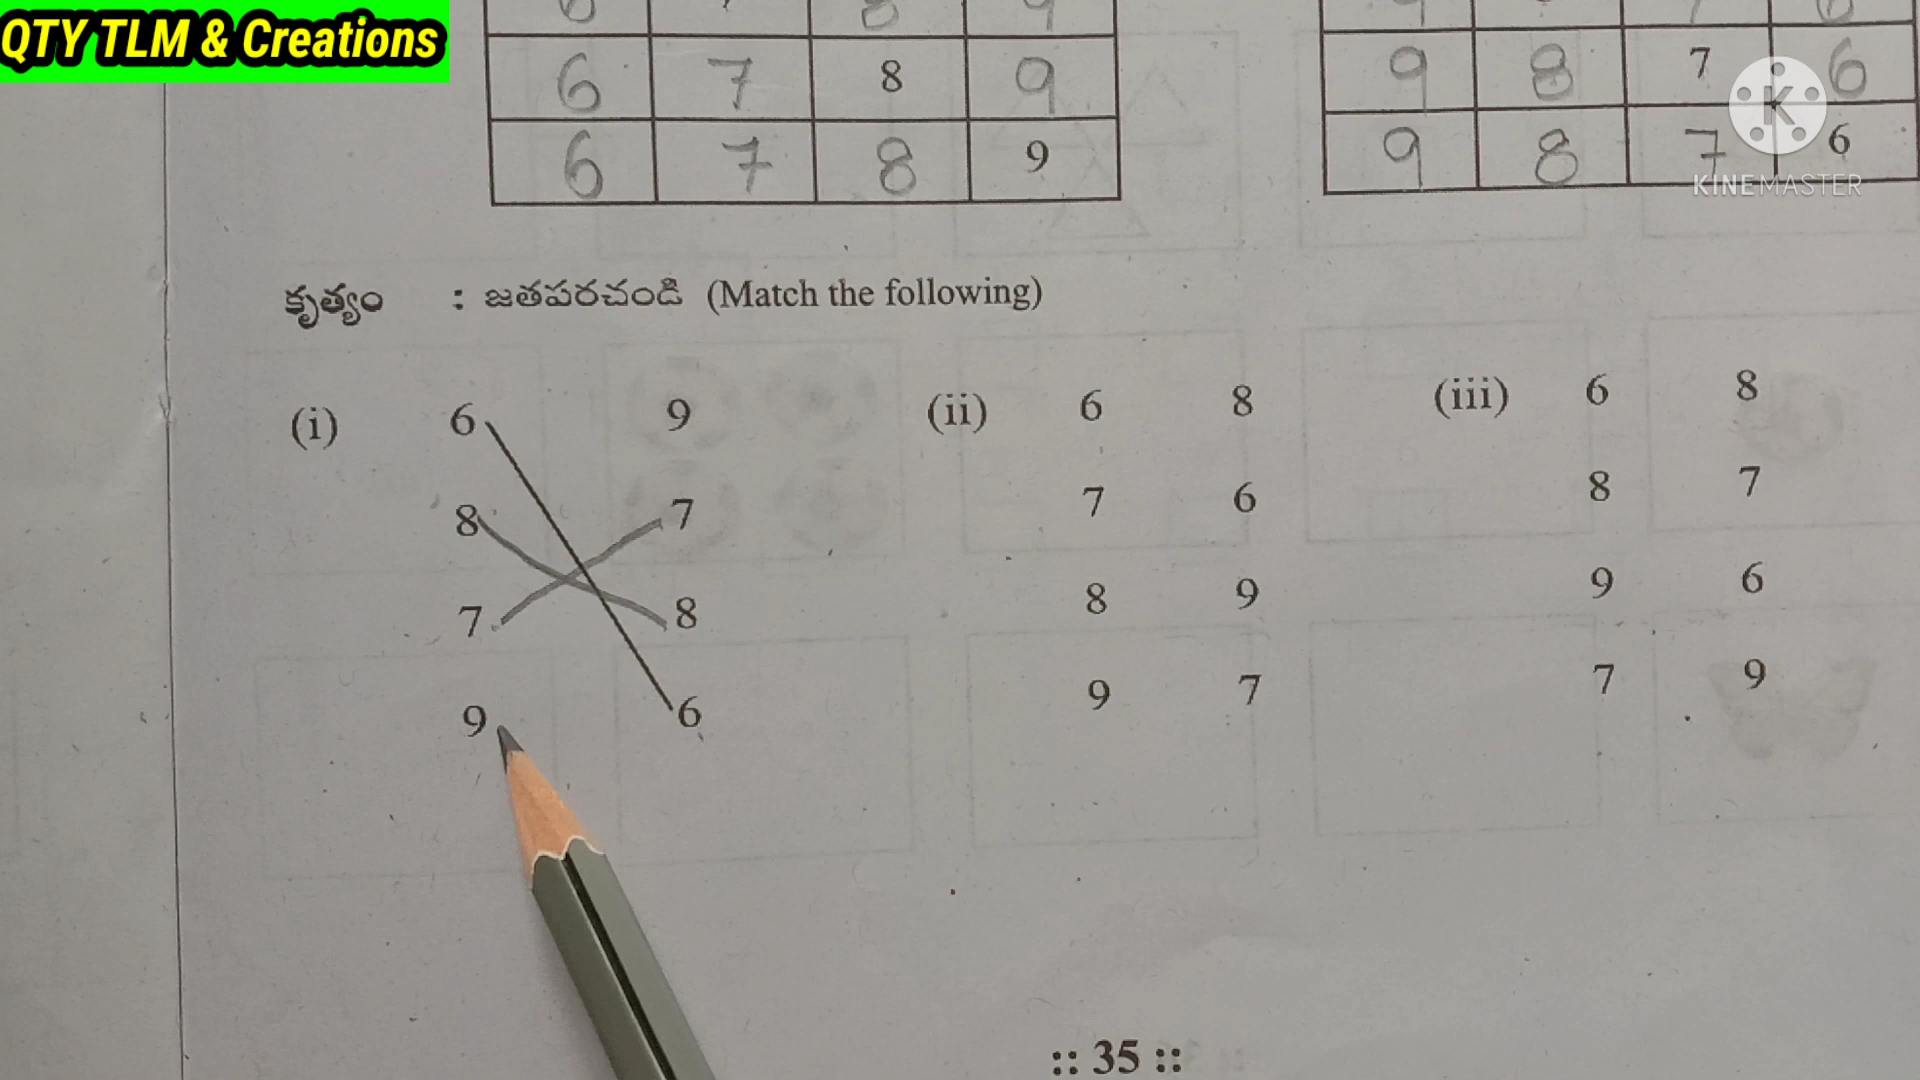 QTY TLM & Creations
6 7 8 9
9 8 7 6
6 7 8 9
9 8 7 6
KINEMASTER
కృత్యం : జతపరచండి (Match the following)
(i) 6 9
8 7
7 8
9 6
(ii) 6 8
7 6
8 9
9 7
(iii) 6 8
8 7
9 6
7 9
:: 35 ::